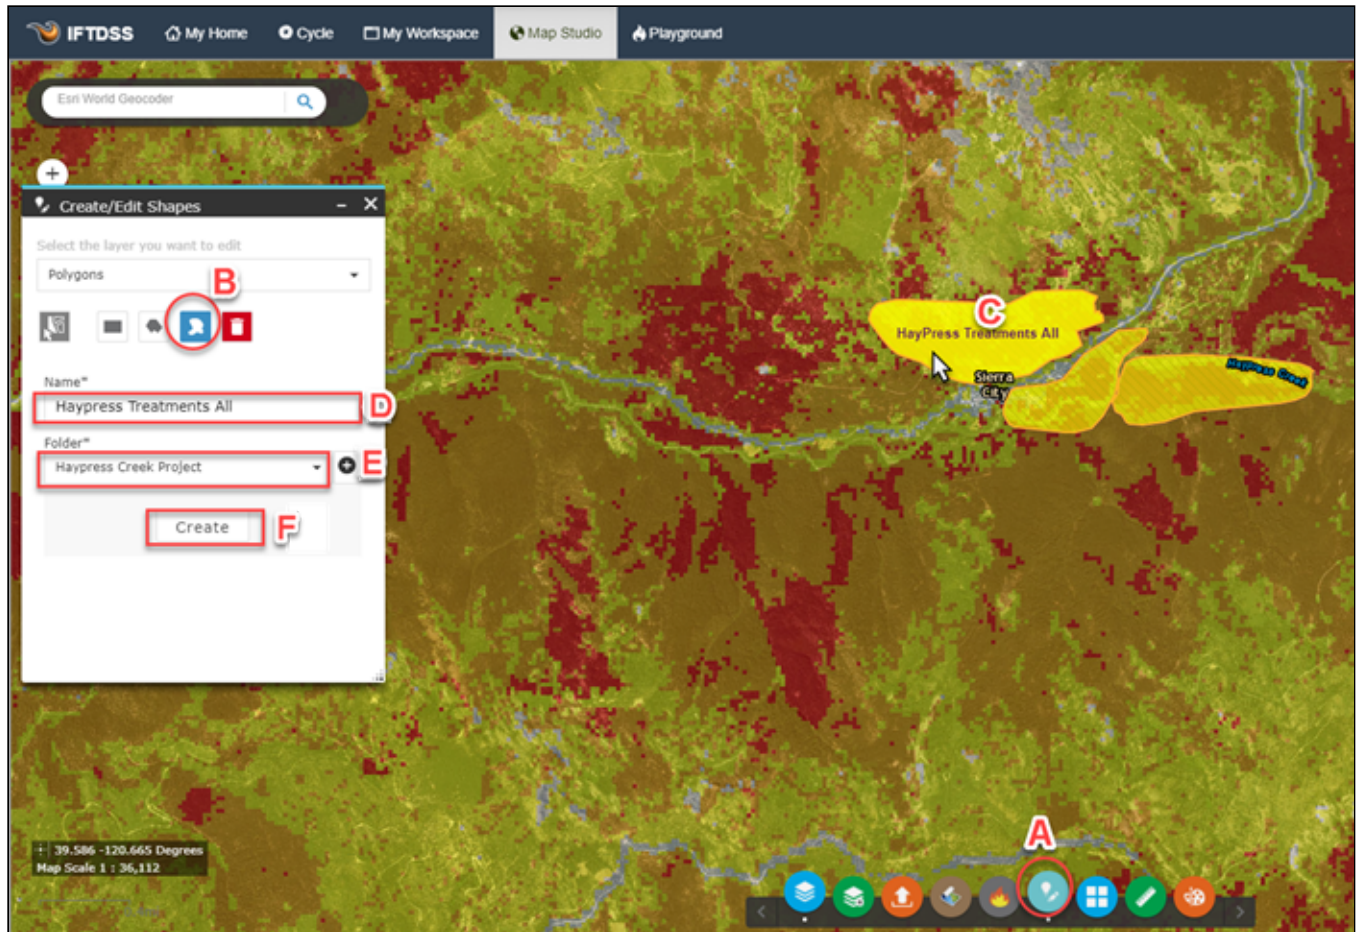 IFTDSS My Home Cycle My Workspace Map Studio Playground
Esri World Geocoder
+
Create/Edit Shapes
Select the layer you want to edit
Polygons
B
Name*
Haypress Treatments All
D
Folder*
Haypress Creek Project
E
Create
F
C
HayPress Treatments All
Sierra
City
HayPress Creek
39.586 -120.665 Degrees
Map Scale 1 : 36,112
A